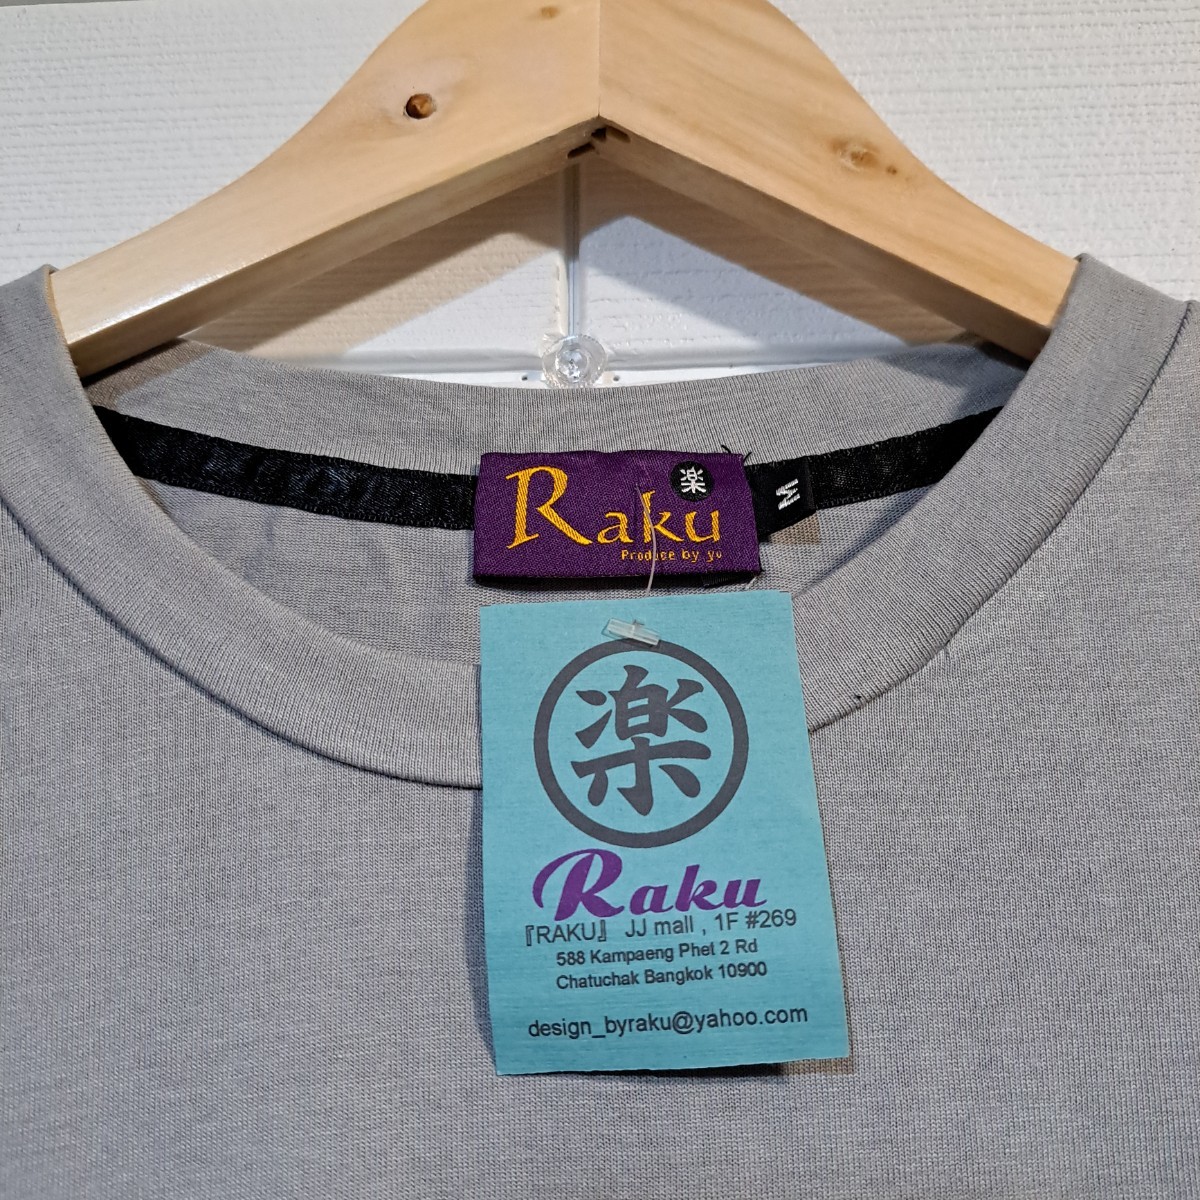 Raku
楽
Produce by yu
M
楽
Raku
『RAKU』 JJ mall , 1F #269
588 Kampaeng Phet 2 Rd
Chatuchak Bangkok 10900
design_byraku@yahoo.com